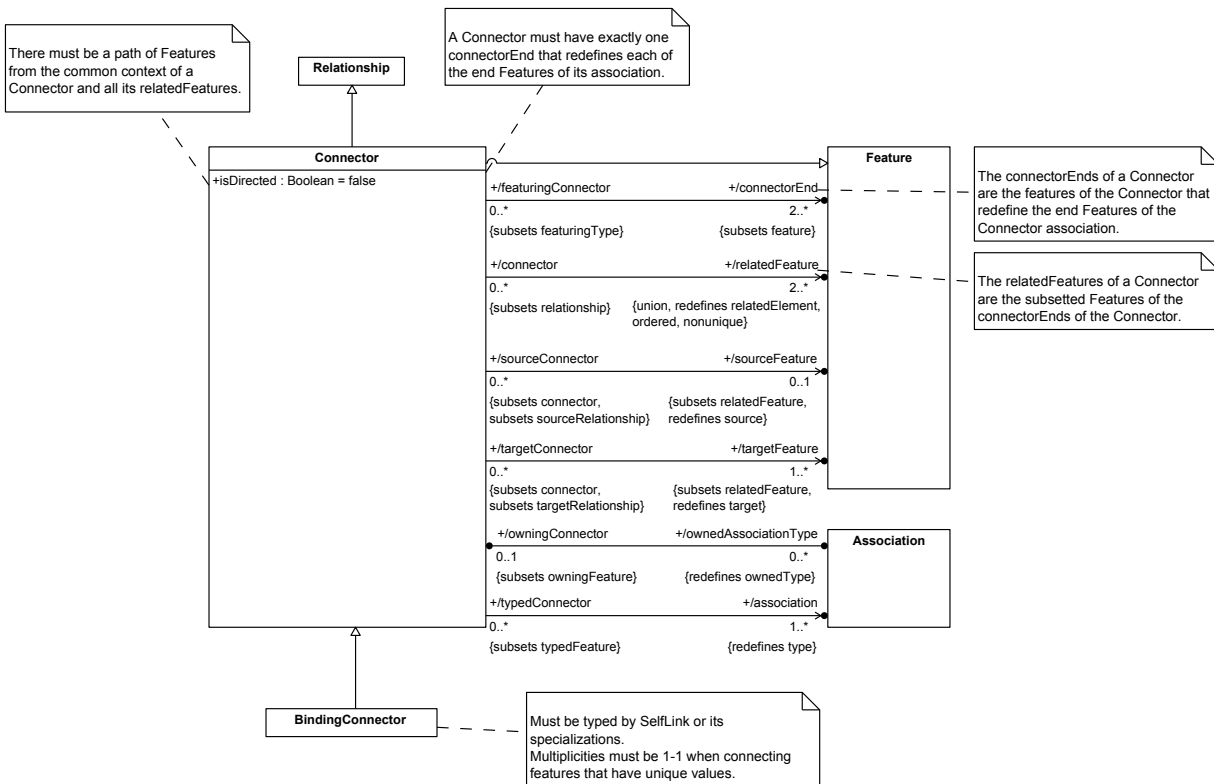 There must be a path of Features
from the common context of a
Connector and all its relatedFeatures.
A Connector must have exactly one
connectorEnd that redefines each of
the end Features of its association.
Relationship
Connector
+isDirected : Boolean = false
Feature
+/featuringConnector
+/connectorEnd
0..*
2..*
{subsets featuringType}
{subsets feature}
The connectorEnds of a Connector
are the features of the Connector that
redefine the end Features of the
Connector association.
+/connector
+/relatedFeature
0..*
2..*
{subsets relationship}
{union, redefines relatedElement,
ordered, nonunique}
The relatedFeatures of a Connector
are the subsetted Features of the
connectorEnds of the Connector.
+/sourceConnector
+/sourceFeature
0..*
0..1
{subsets connector,
subsets sourceRelationship}
{subsets relatedFeature,
redefines source}
+/targetConnector
+/targetFeature
0..*
1..*
{subsets connector,
subsets targetRelationship}
{subsets relatedFeature,
redefines target}
+/owningConnector
+/ownedAssociationType
0..1
0..*
{subsets owningFeature}
{redefines ownedType}
Association
+/typedConnector
+/association
0..*
1..*
{subsets typedFeature}
{redefines type}
BindingConnector
Must be typed by SelfLink or its
specializations.
Multiplicities must be 1-1 when connecting
features that have unique values.